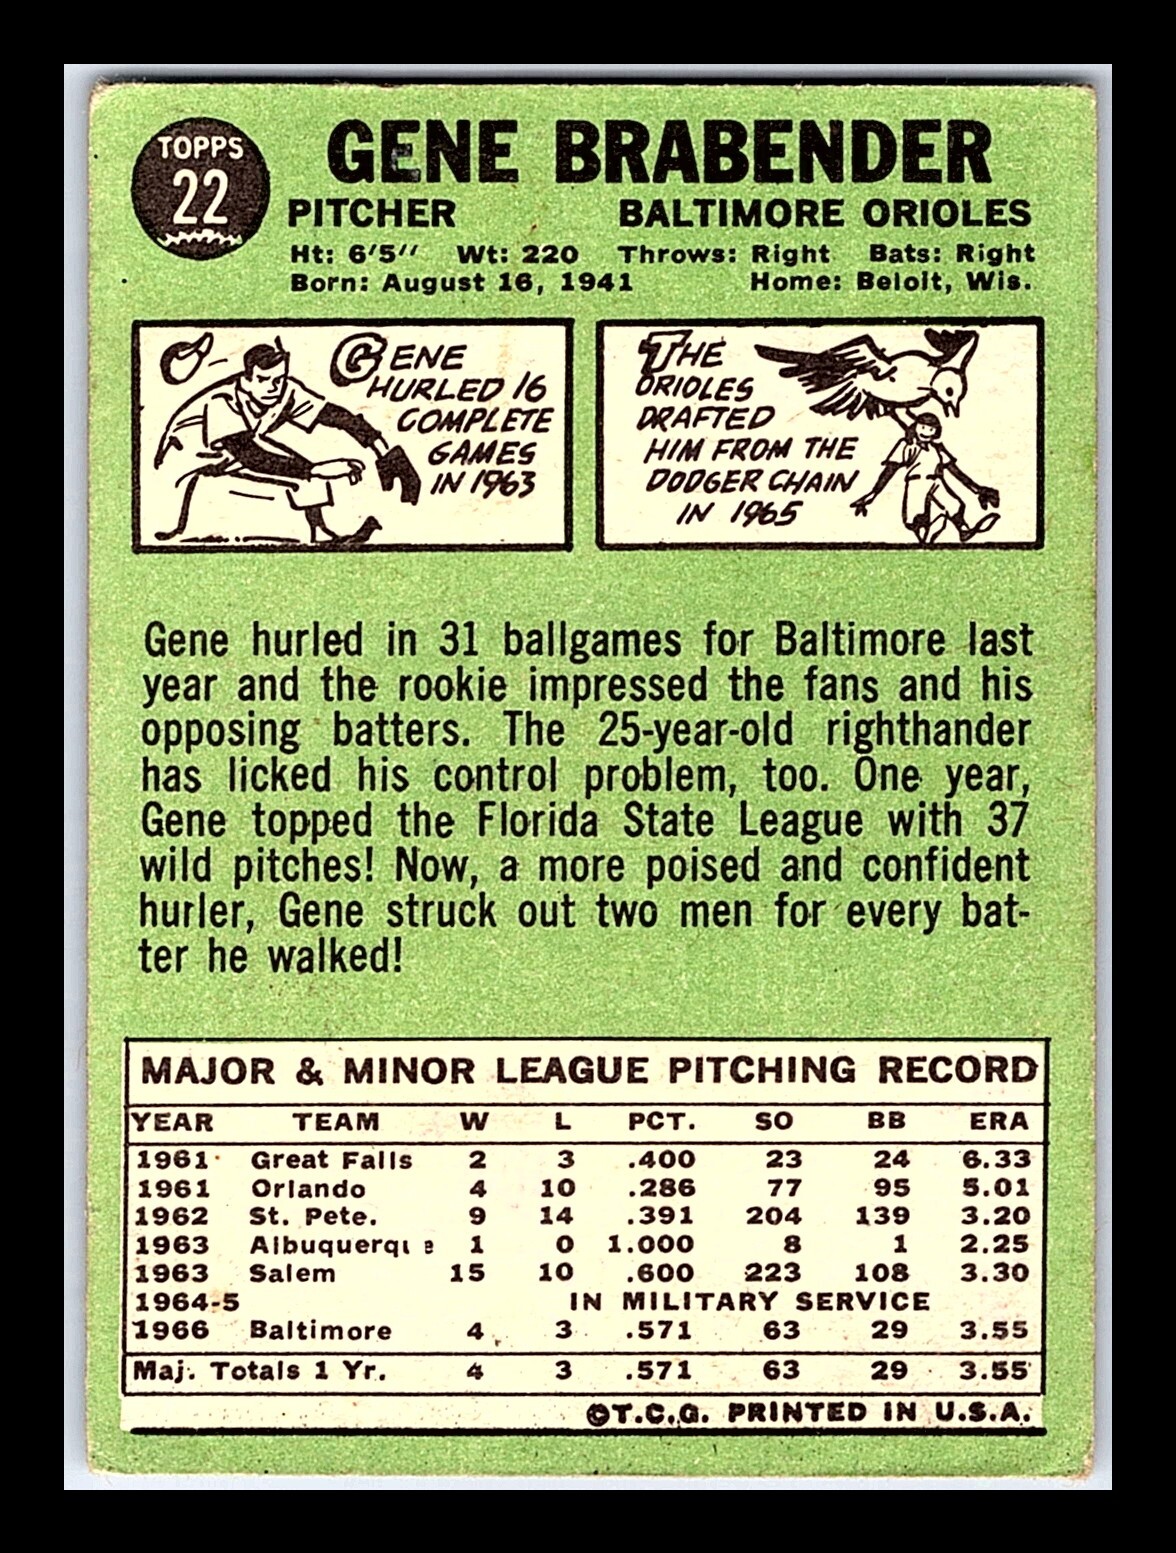 TOPPS
22
GENE BRABENDER
PITCHER BALTIMORE ORIOLES
Ht: 6'5" Wt: 220 Throws: Right Bats: Right
Born: August 16, 1941 Home: Beloit, Wis.
GENE
HURLED 16
COMPLETE
GAMES
IN 1963
THE
ORIOLES
DRAFTED
HIM FROM THE
DODGER CHAIN
IN 1965
Gene hurled in 31 ballgames for Baltimore last
year and the rookie impressed the fans and his
opposing batters. The 25-year-old righthander
has licked his control problem, too. One year,
Gene topped the Florida State League with 37
wild pitches! Now, a more poised and confident
hurler, Gene struck out two men for every bat-
ter he walked!
MAJOR & MINOR LEAGUE PITCHING RECORD
YEAR TEAM W L PCT. SO BB ERA
1961 Great Falls 2 3 .400 23 24 6.33
1961 Orlando 4 10 .286 77 95 5.01
1962 St. Pete. 9 14 .391 204 139 3.20
1963 Albuquerque 1 0 1.000 8 1 2.25
1963 Salem 15 10 .600 223 108 3.30
1964-5 IN MILITARY SERVICE
1966 Baltimore 4 3 .571 63 29 3.55
Maj. Totals 1 Yr. 4 3 .571 63 29 3.55
©T.C.G. PRINTED IN U.S.A.